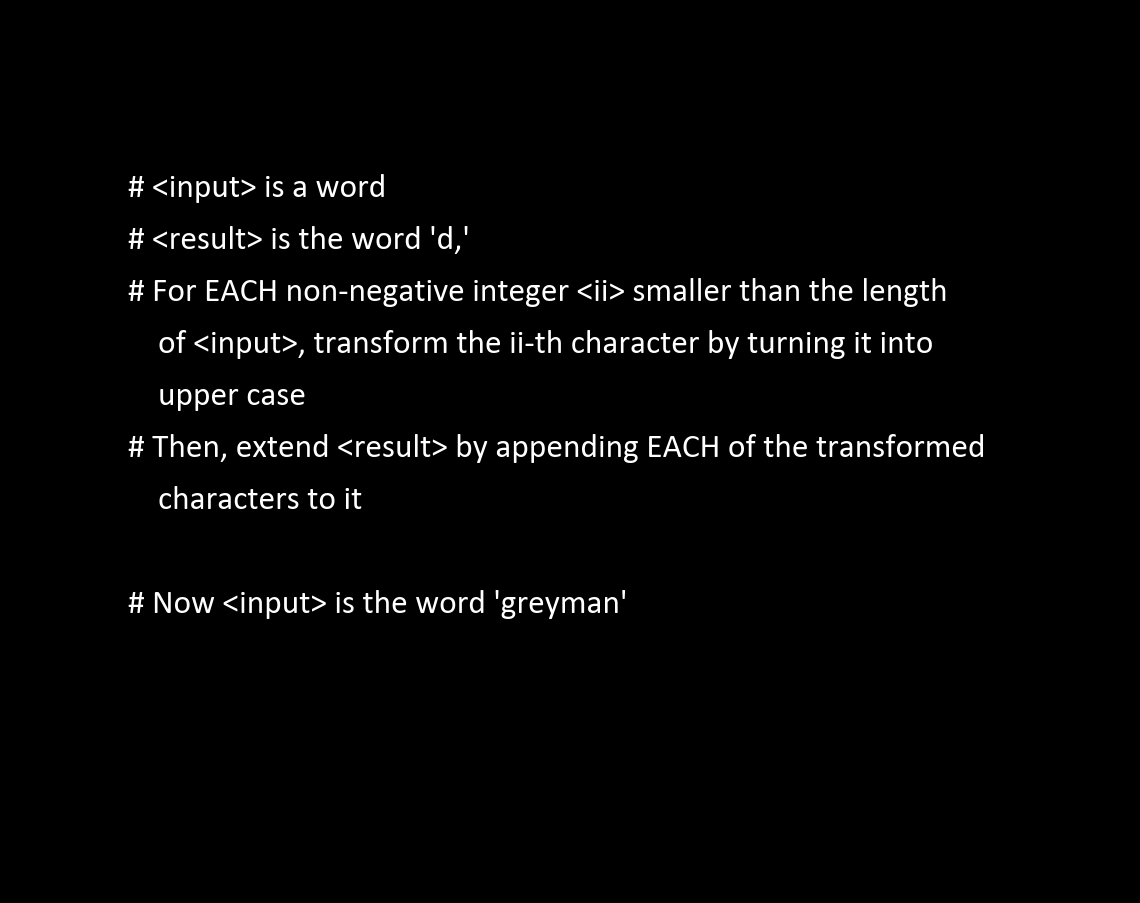 # <input> is a word
# <result> is the word 'd,'
# For EACH non-negative integer <ii> smaller than the length
of <input>, transform the ii-th character by turning it into
upper case
# Then, extend <result> by appending EACH of the transformed
characters to it
# Now <input> is the word 'greyman'